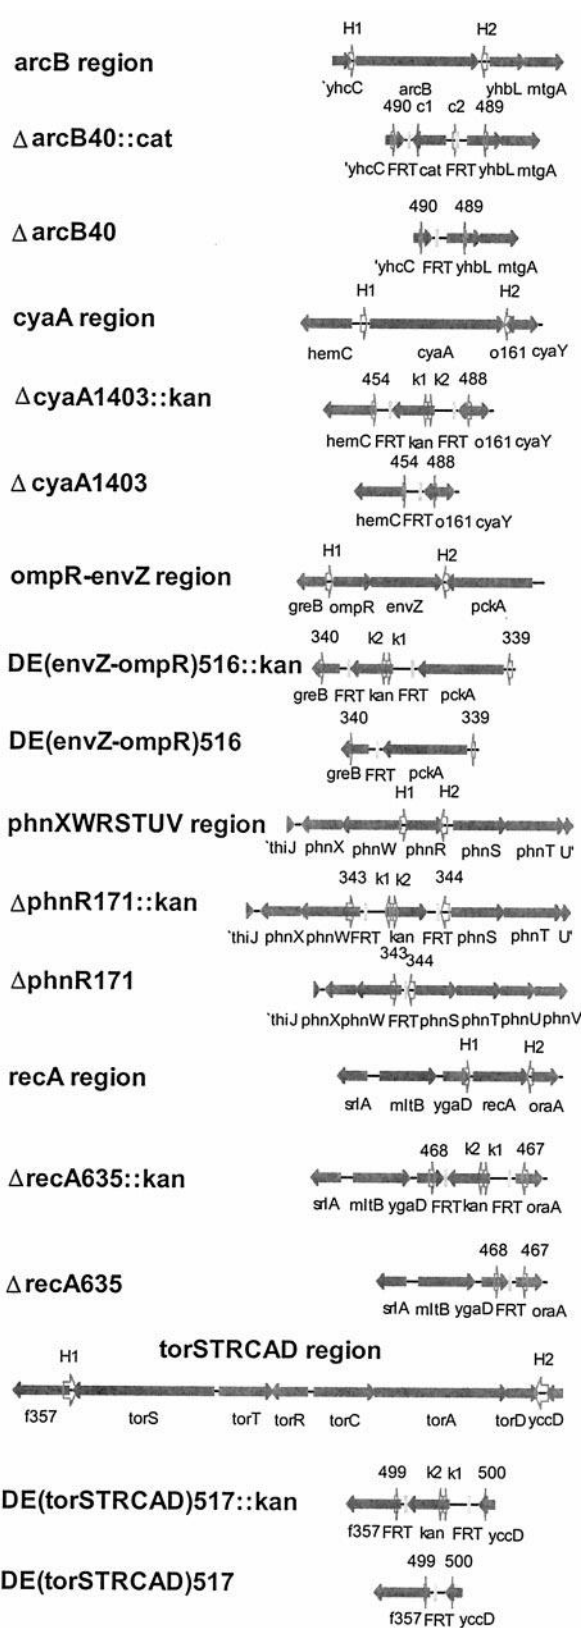 H1 H2
arcB region
`yhcC arcB yhbL mtgA
490 c1 c2 489
ΔarcB40::cat
'yhcC FRT cat FRT yhbL mtgA
490 489
ΔarcB40
'yhcC FRT yhbL mtgA
H1 H2
cyaA region
hemC cyaA o161 cyaY
454 k1 k2 488
ΔcyaA1403::kan
hemC FRT kan FRT o161 cyaY
454 488
ΔcyaA1403
hemC FRT o161 cyaY
H1 H2
ompR-envZ region
greB ompR envZ pckA
340 k2 k1 339
DE(envZ-ompR)516::kan
greB FRT kan FRT pckA
340 339
DE(envZ-ompR)516
greB FRT pckA
H1 H2
phnXWRSTUV region
`thiJ phnX phnW phnR phnS phnT U'
343 k1 k2 344
ΔphnR171::kan
`thiJ phnX phnW FRT kan FRT phnS phnT U'
343 344
ΔphnR171
`thiJ phnX phnW FRT phnS phnT phnU phnV
H1 H2
recA region
srlA mltB ygaD recA oraA
468 k2 k1 467
ΔrecA635::kan
srlA mltB ygaD FRT kan FRT oraA
468 467
ΔrecA635
srlA mltB ygaD FRT oraA
torSTRCAD region
H1 H2
f357 torS torT torR torC torA torD yccD
499 k2 k1 500
DE(torSTRCAD)517::kan
f357 FRT kan FRT yccD
499 500
DE(torSTRCAD)517
f357 FRT yccD